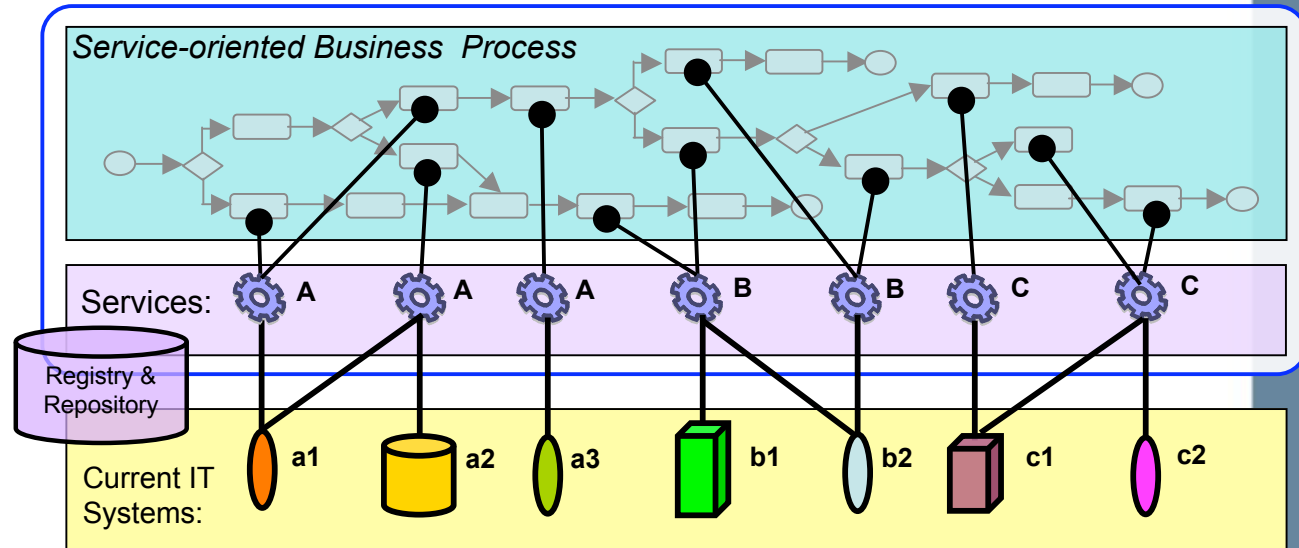 Service-oriented Business Process
Services:
A A A B B C C
Registry &
Repository
a1 a2 a3 b1 b2 c1 c2
Current IT
Systems: